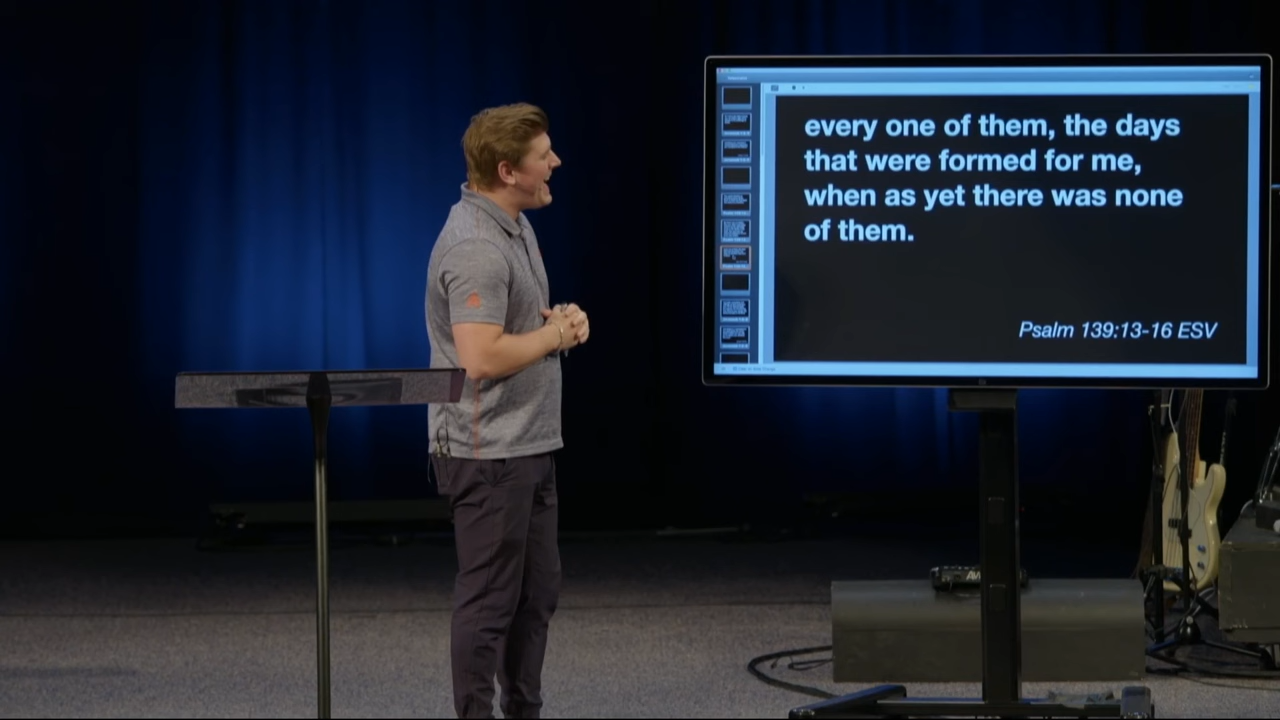 every one of them, the days
that were formed for me,
when as yet there was none
of them.
Psalm 139:13-16 ESV